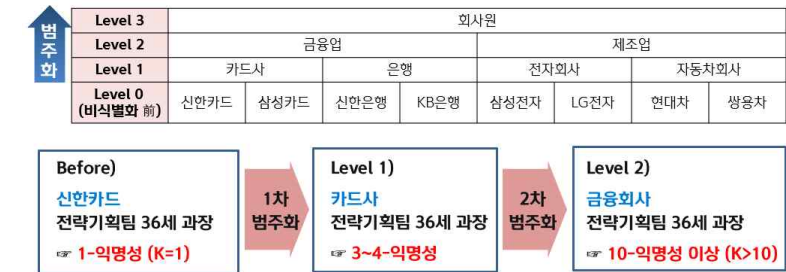 범주화
Level 3 회사원
Level 2 금융업 제조업
Level 1 카드사 은행 전자회사 자동차회사
Level 0
(비식별화 前) 신한카드 삼성카드 신한은행 KB은행 삼성전자 LG전자 현대차 쌍용차
Before)
신한카드
전략기획팀 36세 과장
☞ 1-익명성 (K=1)
1차
범주화
Level 1)
카드사
전략기획팀 36세 과장
☞ 3~4-익명성
2차
범주화
Level 2)
금융회사
전략기획팀 36세 과장
☞ 10-익명성 이상 (K>10)